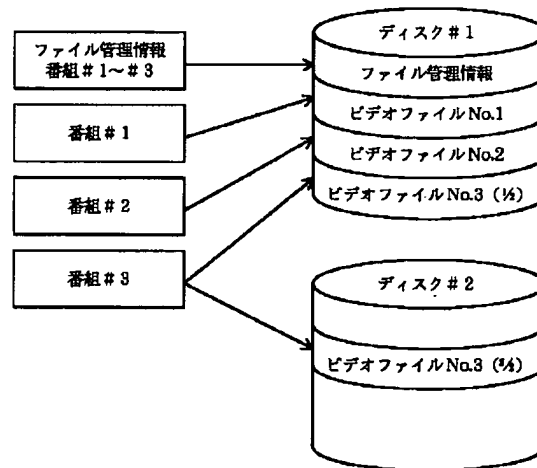 ファイル管理情報
番組#1～#3
番組#1
番組#2
番組#3
ディスク#1
ファイル管理情報
ビデオファイルNo.1
ビデオファイルNo.2
ビデオファイルNo.3 (½)
ディスク#2
ビデオファイルNo.3 (²⁄₂)